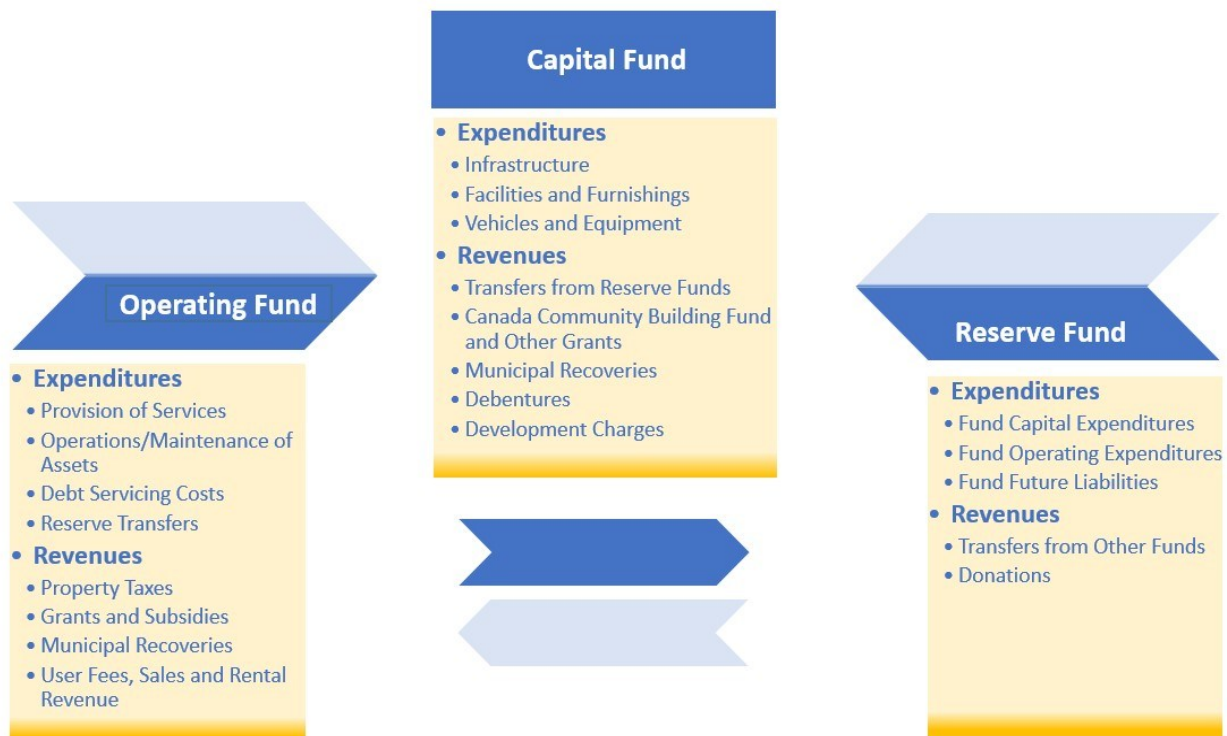 Capital Fund
• Expenditures
• Infrastructure
• Facilities and Furnishings
• Vehicles and Equipment
• Revenues
• Transfers from Reserve Funds
• Canada Community Building Fund
and Other Grants
• Municipal Recoveries
• Debentures
• Development Charges
Operating Fund
• Expenditures
• Provision of Services
• Operations/Maintenance of
Assets
• Debt Servicing Costs
• Reserve Transfers
• Revenues
• Property Taxes
• Grants and Subsidies
• Municipal Recoveries
• User Fees, Sales and Rental
Revenue
Reserve Fund
• Expenditures
• Fund Capital Expenditures
• Fund Operating Expenditures
• Fund Future Liabilities
• Revenues
• Transfers from Other Funds
• Donations